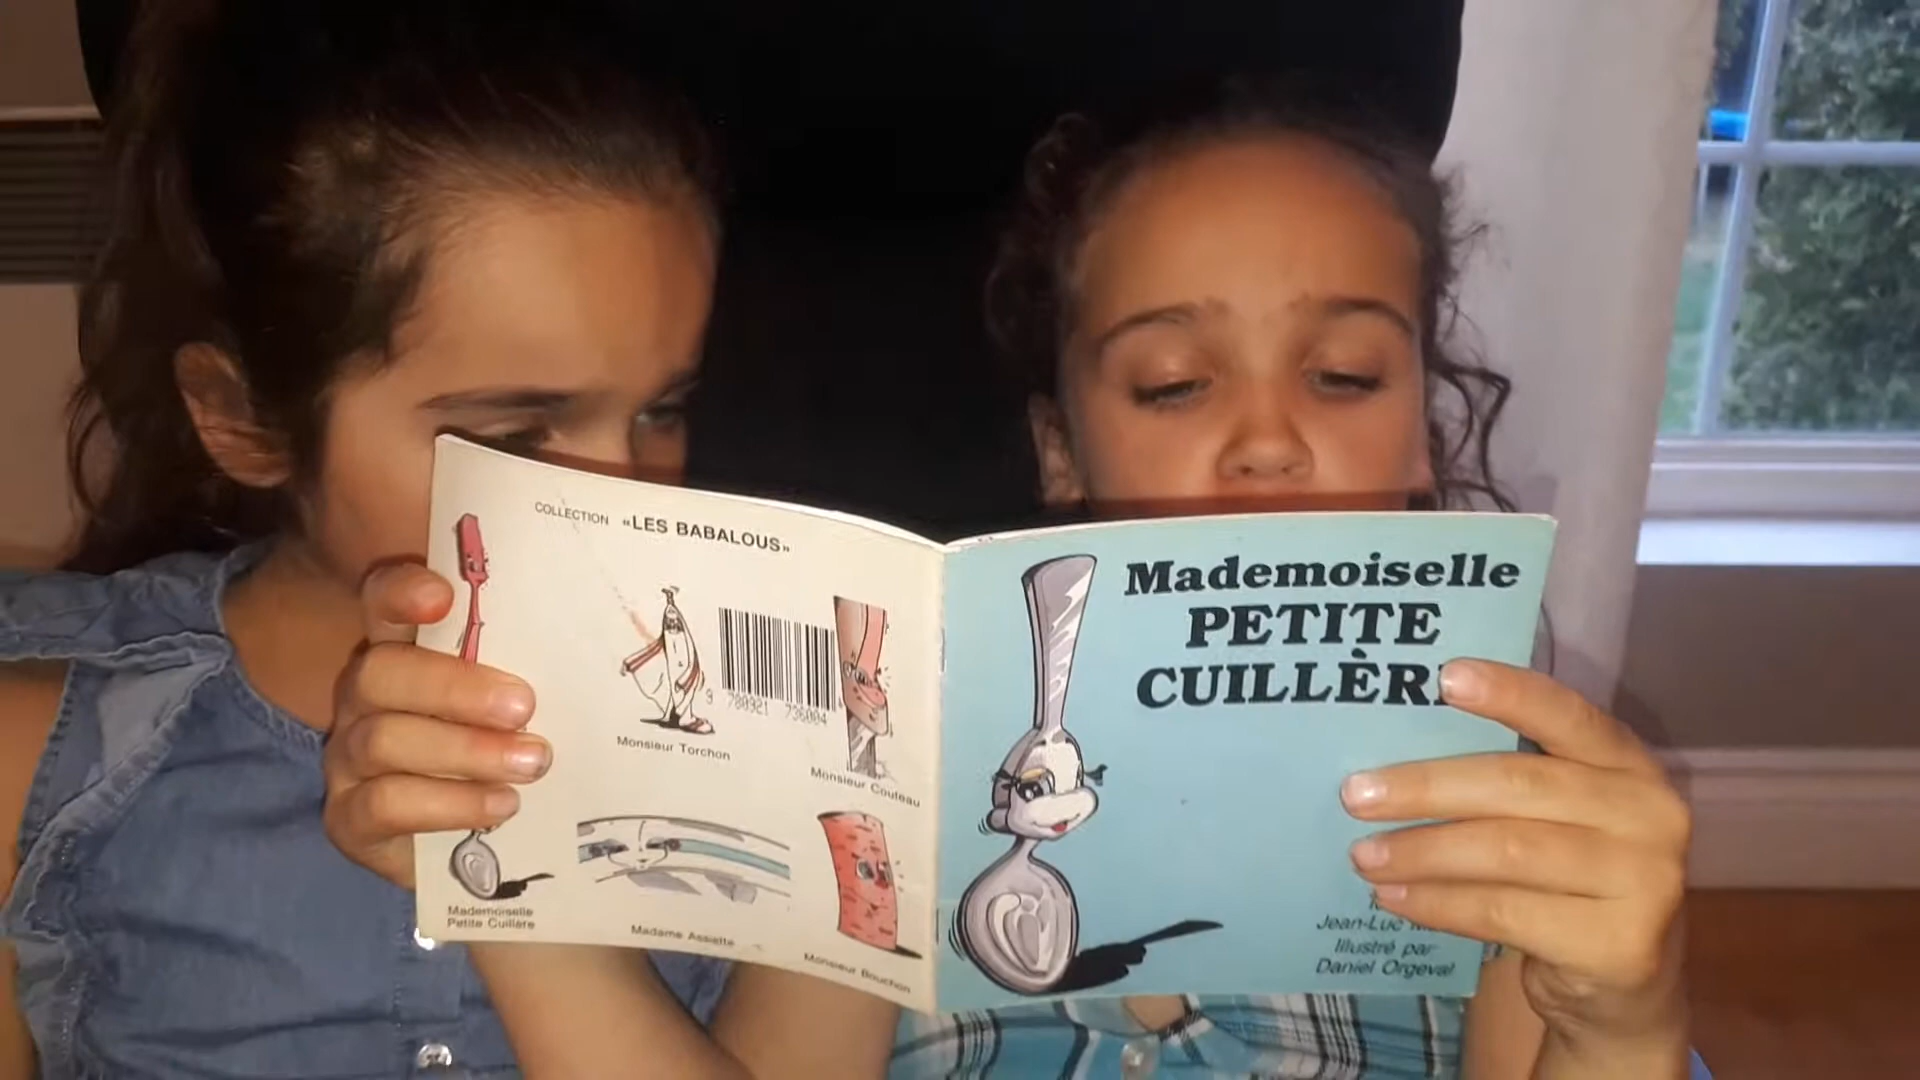 COLLECTION «LES BABALOUS»
9 780921 736004
Monsieur Torchon
Monsieur Couteau
Mademoiselle
Petite Cuillère
Madame Assiette
Monsieur Bouchon
Mademoiselle
PETITE
CUILLÈR
Jean-Luc
Illustré par
Daniel Orgeval